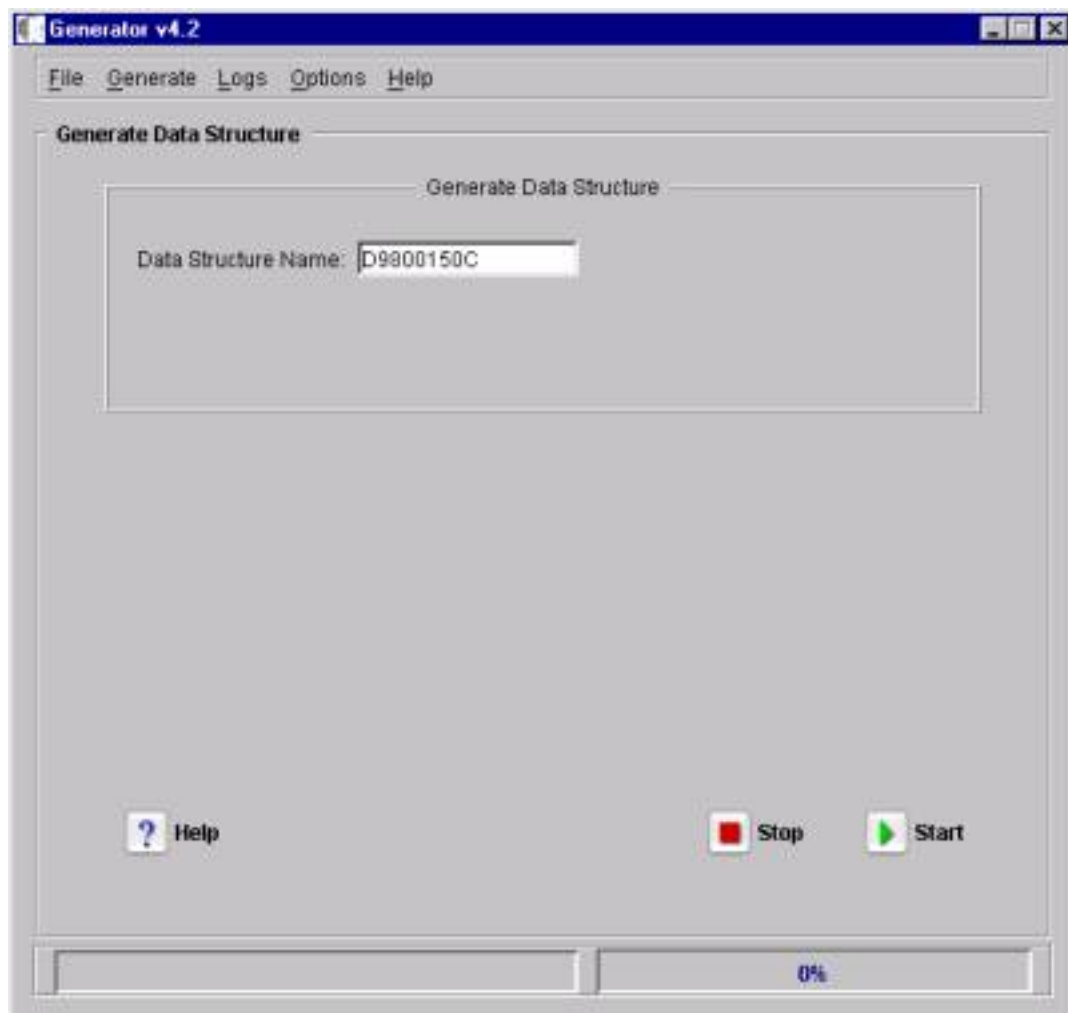 Generator v4.2
File Generate Logs Options Help
Generate Data Structure
Generate Data Structure
Data Structure Name: D9800150C
? Help
Stop
Start
0%